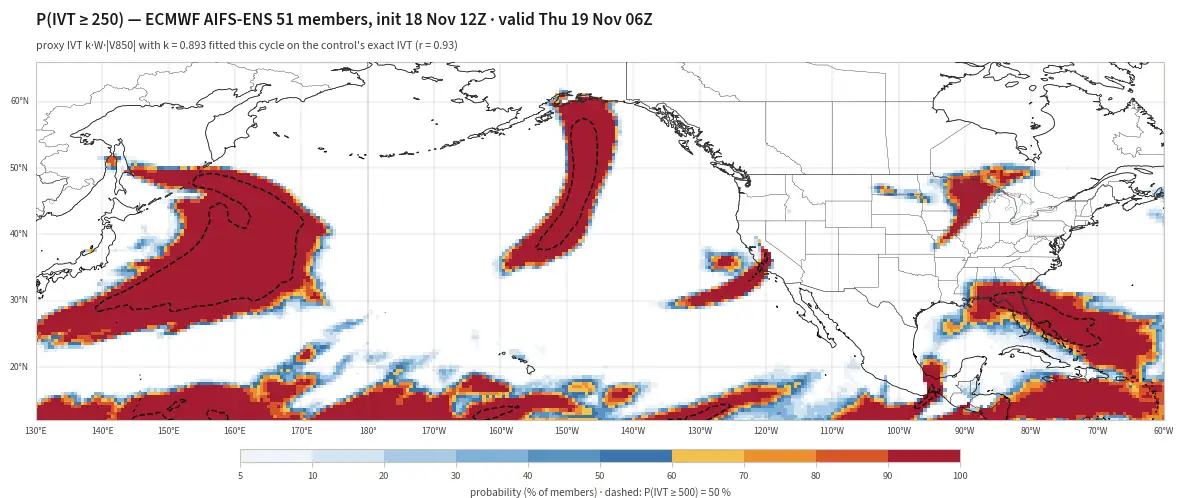 P(IVT ≥ 250) — ECMWF AIFS-ENS 51 members, init 18 Nov 12Z · valid Thu 19 Nov 06Z
proxy IVT k·W·|V850| with k = 0.893 fitted this cycle on the control's exact IVT (r = 0.93)
60°N
50°N
40°N
30°N
20°N
130°E 140°E 150°E 160°E 170°E 180° 170°W 160°W 150°W 140°W 130°W 120°W 110°W 100°W 90°W 80°W 70°W 60°W
5 10 20 30 40 50 60 70 80 90 100
probability (% of members) · dashed: P(IVT ≥ 500) = 50 %